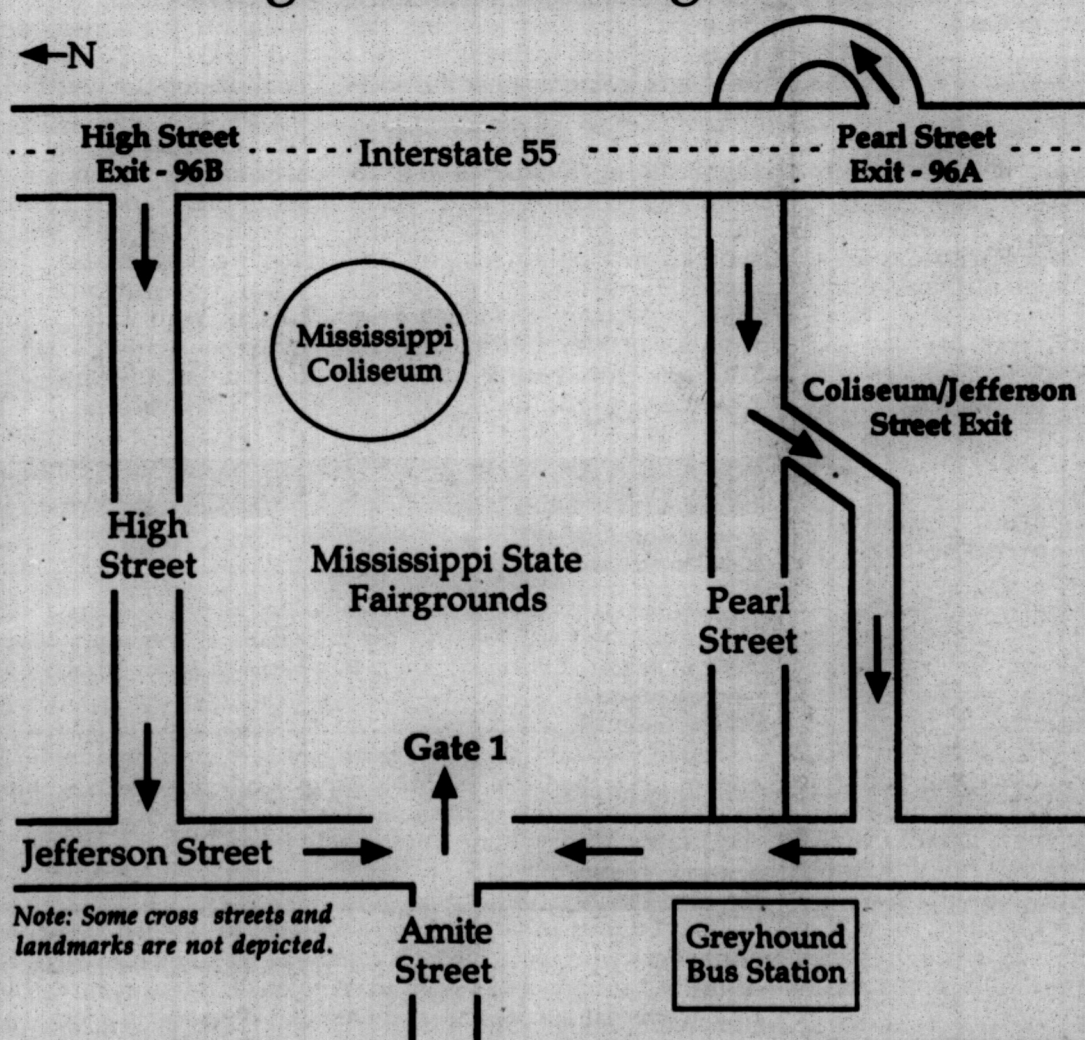 N
High Street
Exit - 96B
Interstate 55
Pearl Street
Exit - 96A
Mississippi
Coliseum
Coliseum/Jefferson
Street Exit
High
Street
Mississippi State
Fairgrounds
Pearl
Street
Gate 1
Jefferson Street
Note: Some cross streets and
landmarks are not depicted.
Amite
Street
Greyhound
Bus Station